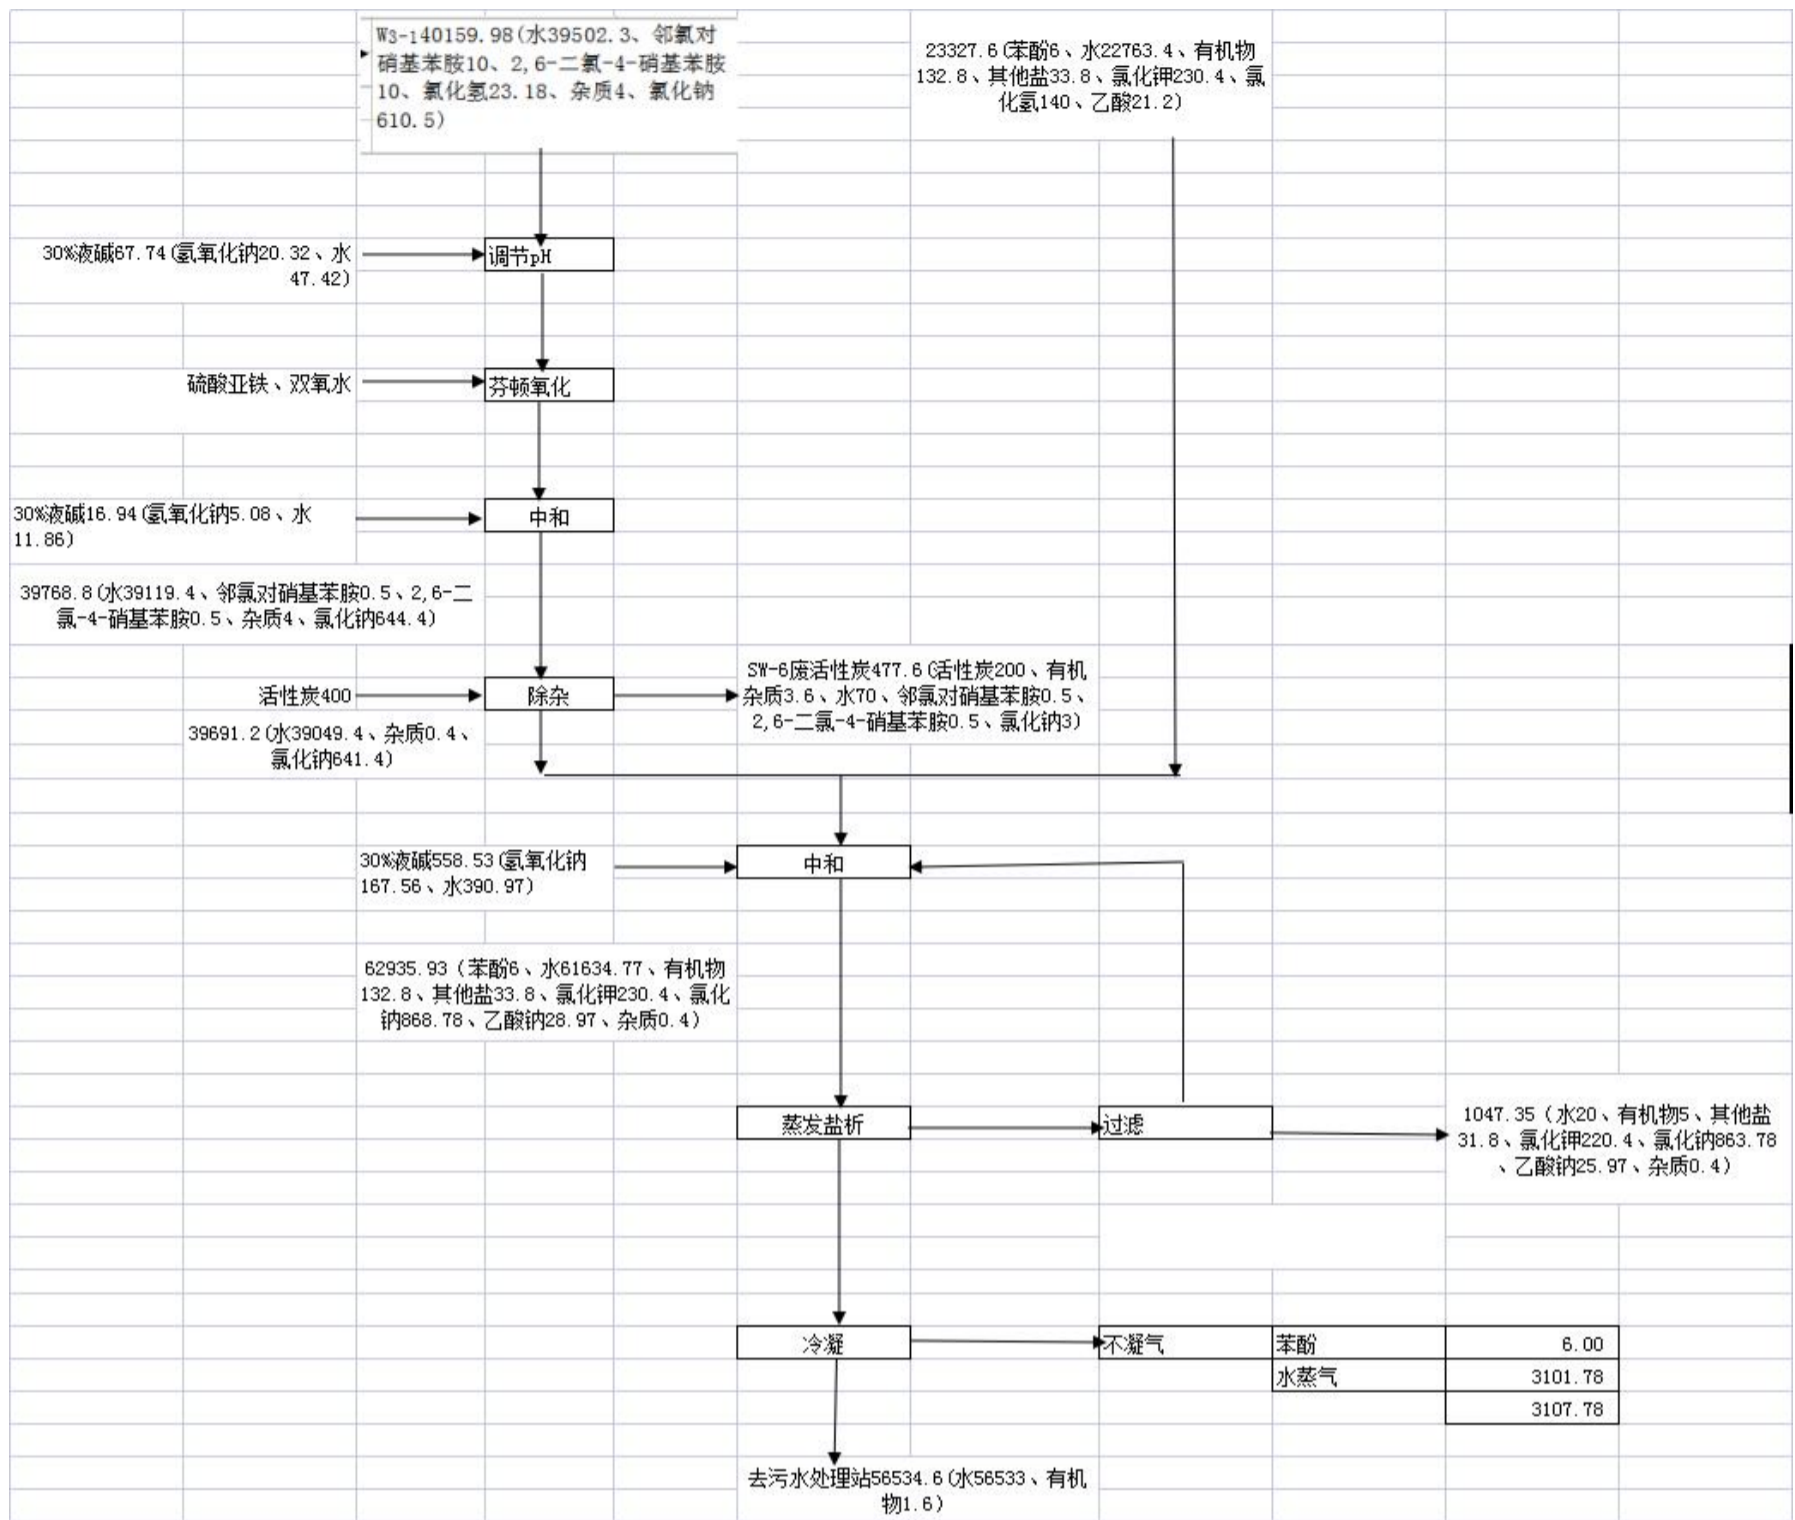 W3-140159.98(水39502.3、邻氯对
硝基苯胺10、2,6-二氯-4-硝基苯胺
10、氯化氢23.18、杂质4、氯化钠
610.5)
23327.6(苯酚6、水22763.4、有机物
132.8、其他盐33.8、氯化钾230.4、氯
化氢140、乙酸21.2)
30%液碱67.74(氢氧化钠20.32、水
47.42)
调节pH
硫酸亚铁、双氧水
芬顿氧化
30%液碱16.94(氢氧化钠5.08、水
11.86)
中和
39768.8(水39119.4、邻氯对硝基苯胺0.5、2,6-二
氯-4-硝基苯胺0.5、杂质4、氯化钠644.4)
活性炭400
除杂
SW-6废活性炭477.6(活性炭200、有机
杂质3.6、水70、邻氯对硝基苯胺0.5、
2,6-二氯-4-硝基苯胺0.5、氯化钠3)
39691.2(水39049.4、杂质0.4、
氯化钠641.4)
30%液碱558.53(氢氧化钠
167.56、水390.97)
中和
62935.93（苯酚6、水61634.77、有机物
132.8、其他盐33.8、氯化钾230.4、氯化
钠868.78、乙酸钠28.97、杂质0.4)
蒸发盐析
过滤
1047.35（水20、有机物5、其他盐
31.8、氯化钾220.4、氯化钠863.78
、乙酸钠25.97、杂质0.4)
冷凝
不凝气
苯酚
6.00
水蒸气
3101.78
3107.78
去污水处理站56534.6(水56533、有机
物1.6)